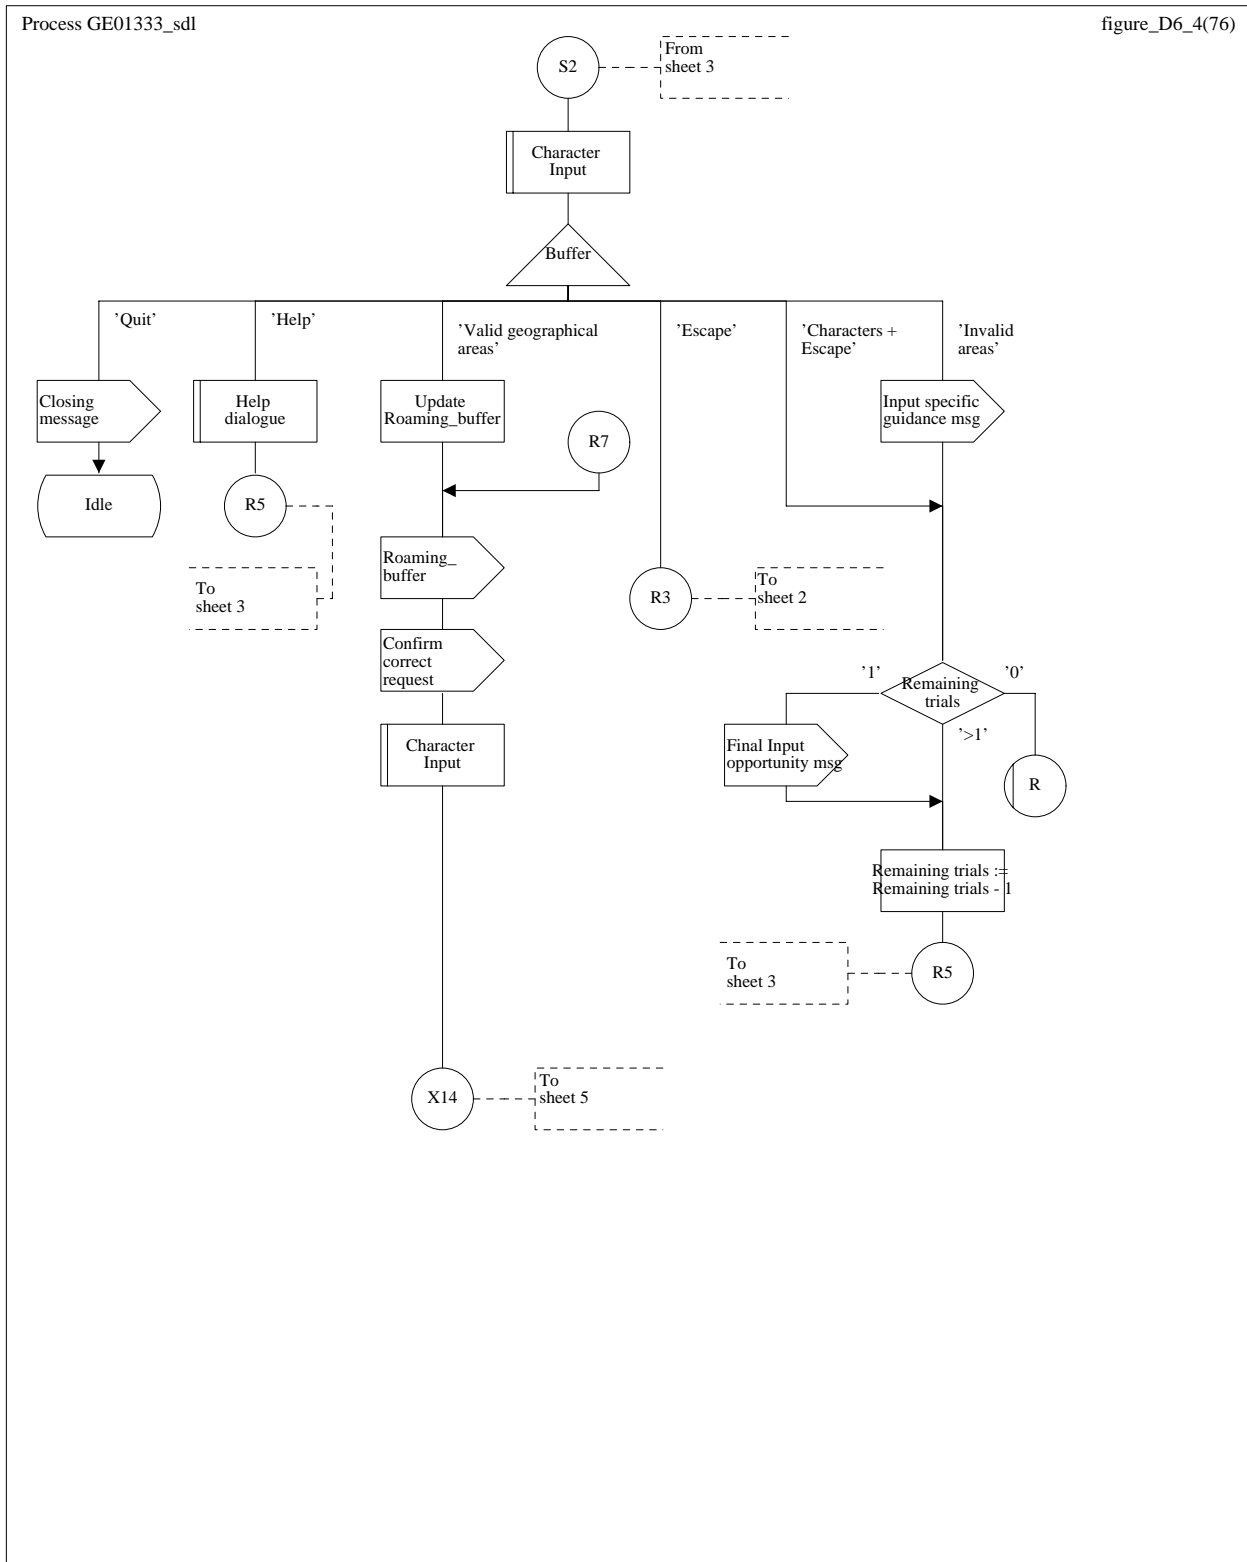 Process GE01333_sdl
figure_D6_4(76)
S2
From
sheet 3
Character
Input
Buffer
’Quit’
’Help’
’Valid geographical
areas’
’Escape’
’Characters +
Escape’
’Invalid
areas’
Closing
message
Help
dialogue
Update
Roaming_buffer
R7
Input specific
guidance msg
Idle
R5
To
sheet 3
Roaming_
buffer
R3
To
sheet 2
Confirm
correct
request
’1’
Remaining
trials
’0’
’>1’
Character
Input
Final Input
opportunity msg
R
Remaining trials :=
Remaining trials - 1
To
sheet 3
R5
X14
To
sheet 5